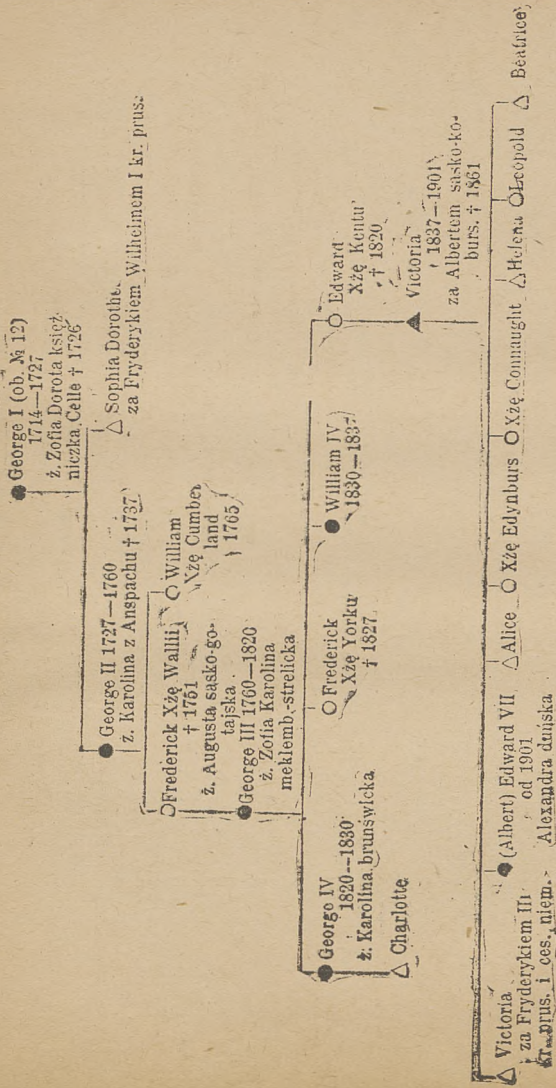 George I (ob. № 12)
1714—1727
ż. Zofia Dorota księż-
niczka Celle † 1726
George II 1727—1760
ż. Karolina z Anspachu † 1737
Sophia Dorothe
za Fryderykiem Wilhelmem I kr. prus.
Frederick Xżę Wallii
† 1751
ż. Augusta sasko-go-
tajska
William
Xżę Cumber
land
† 1765
George III 1760—1820
ż. Zofia Karolina
meklemb.-strelicka
George IV
1820—1830
ż. Karolina brunświcka
Frederick
Xżę Yorku
† 1827
William IV
1830—1837
Edward
Xżę Kentu
† 1820
Charlotte
Victoria
1837—1901
za Albertem sasko-ko-
burs. † 1861
Victoria
za Fryderykiem III
kr. prus. i ces. niem.
(Albert) Edward VII
od 1901
Alexandra duńska
Alice
Xżę Edynburs
Xżę Connaught
Helena
Leopold
Beatrice